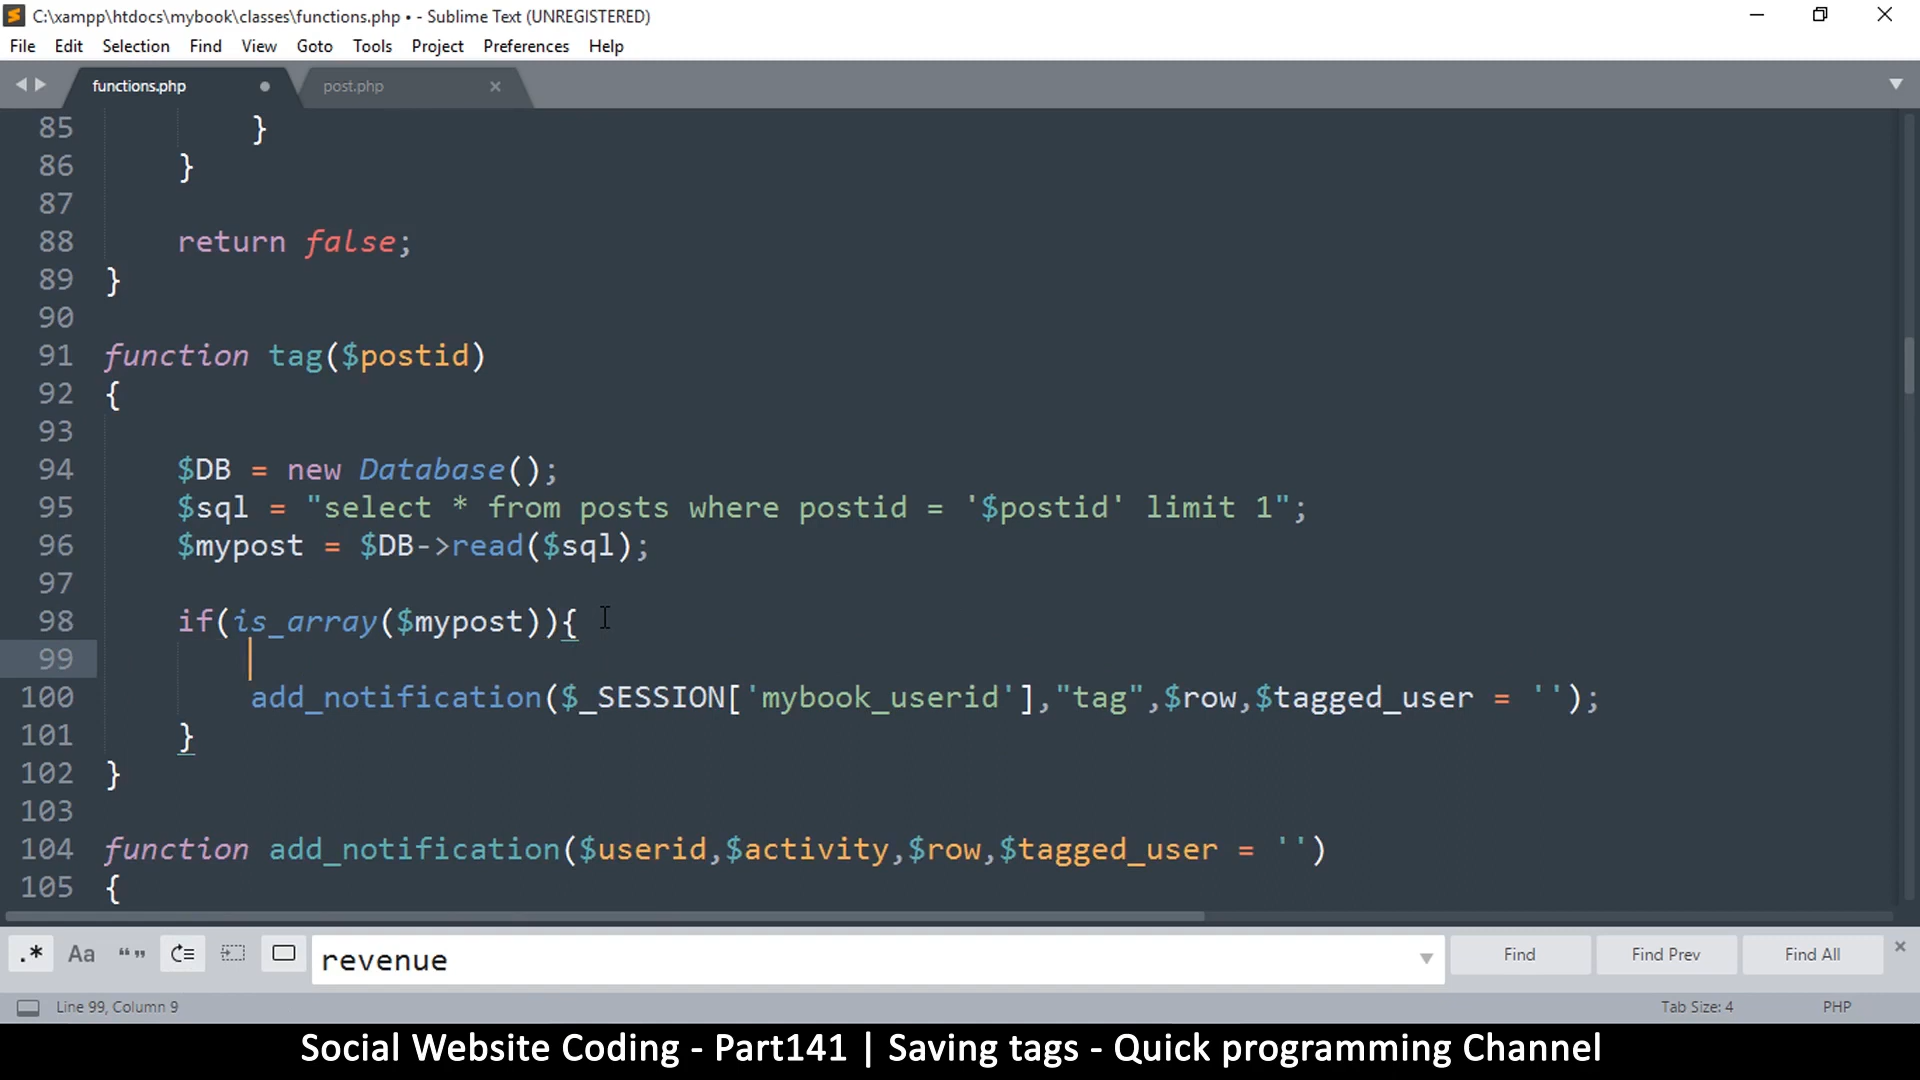 C:\xampp\htdocs\mybook\classes\functions.php • - Sublime Text (UNREGISTERED)
File Edit Selection Find View Goto Tools Project Preferences Help
functions.php post.php
85 }
86 }
87
88 return false;
89 }
90
91 function tag($postid)
92 {
93
94 $DB = new Database();
95 $sql = "select * from posts where postid = '$postid' limit 1";
96 $mypost = $DB->read($sql);
97
98 if(is_array($mypost)){
99
100 add_notification($_SESSION['mybook_userid'],"tag",$row,$tagged_user = '');
101 }
102 }
103
104 function add_notification($userid,$activity,$row,$tagged_user = '')
105 {
.* Aa “” revenue Find Find Prev Find All
Line 99, Column 9 Tab Size: 4 PHP
Social Website Coding - Part141 | Saving tags - Quick programming Channel